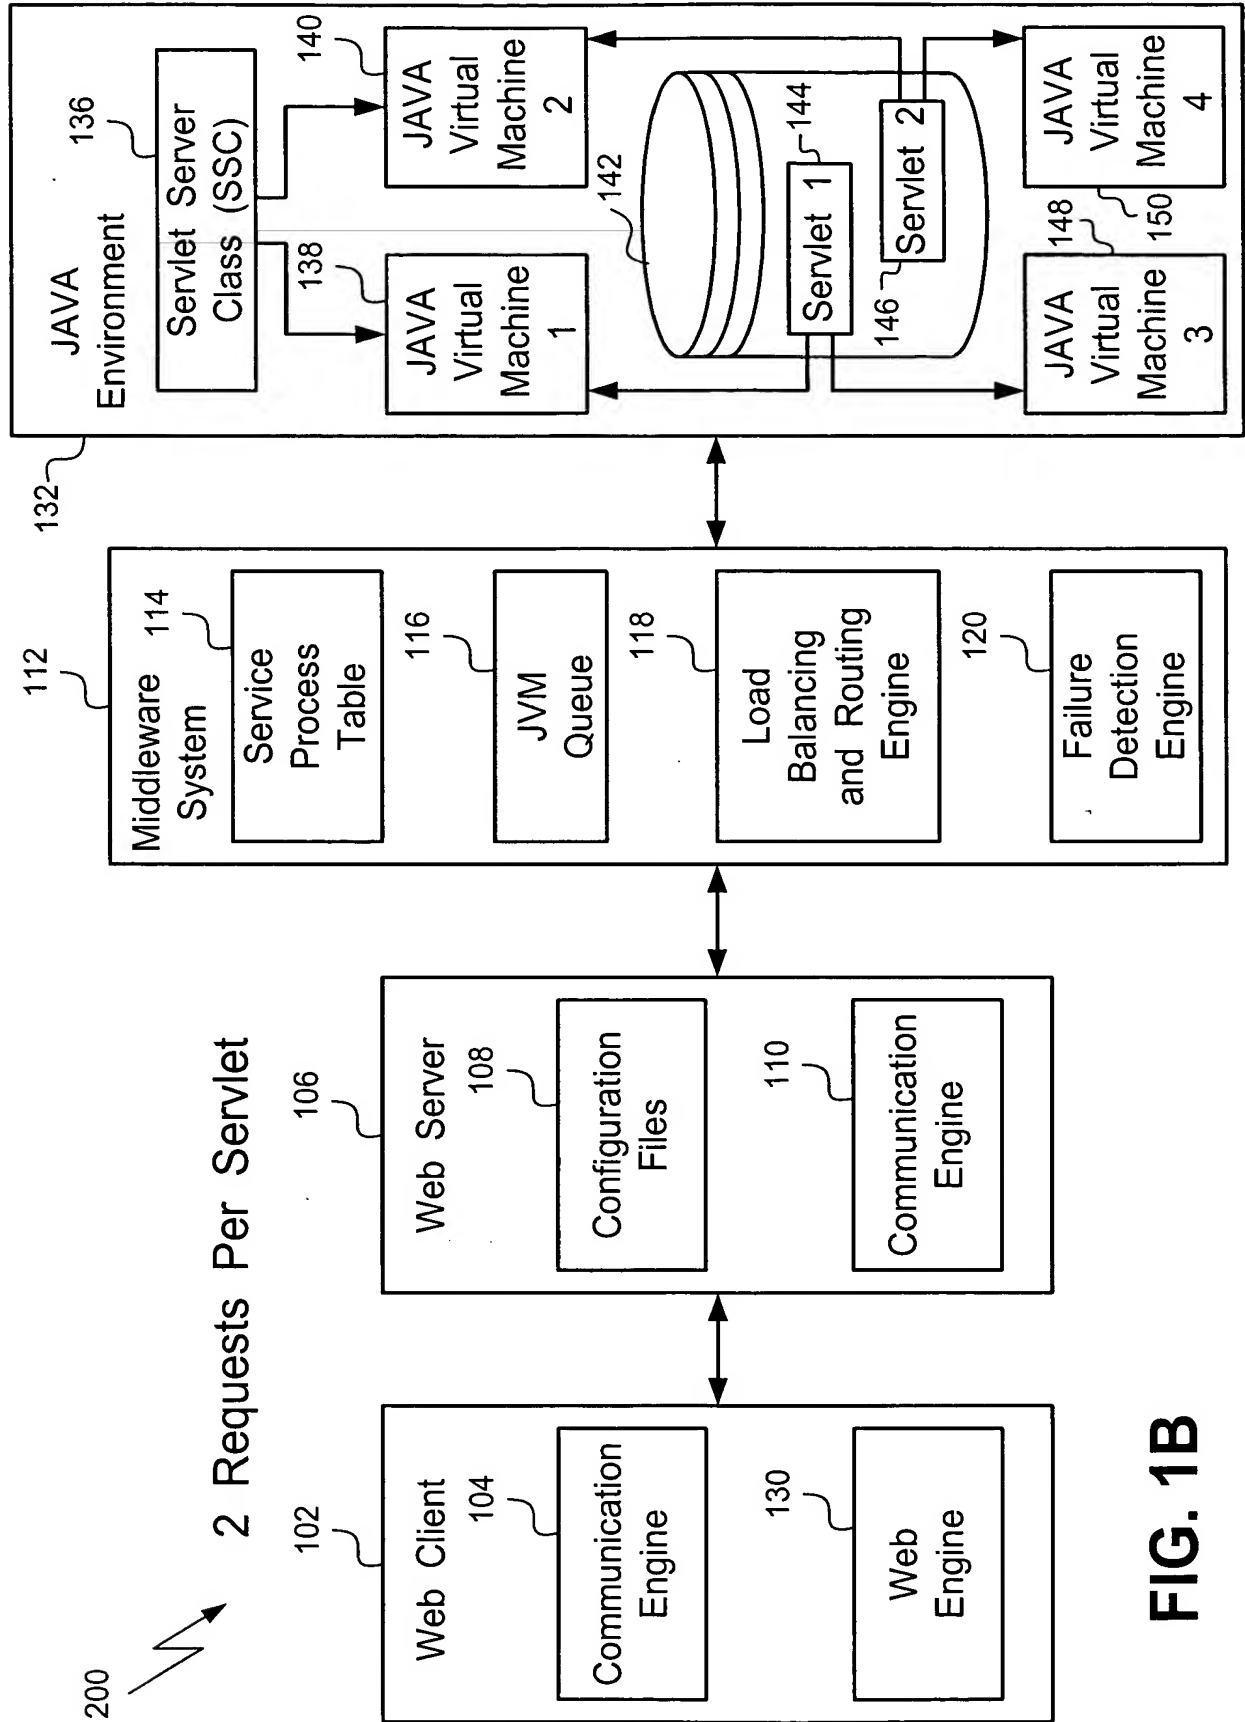 200
2 Requests Per Servlet
102
Web Client
104
Communication
Engine
130
Web
Engine
106
Web Server
108
Configuration
Files
110
Communication
Engine
112
Middleware
System
114
Service
Process
Table
116
JVM
Queue
118
Load
Balancing
and Routing
Engine
120
Failure
Detection
Engine
132
JAVA
Environment
136
Servlet Server
Class (SSC)
138
JAVA
Virtual
Machine
1
140
JAVA
Virtual
Machine
2
142
Servlet 1
144
146
Servlet 2
148
JAVA
Virtual
Machine
3
150
JAVA
Virtual
Machine
4
FIG. 1B